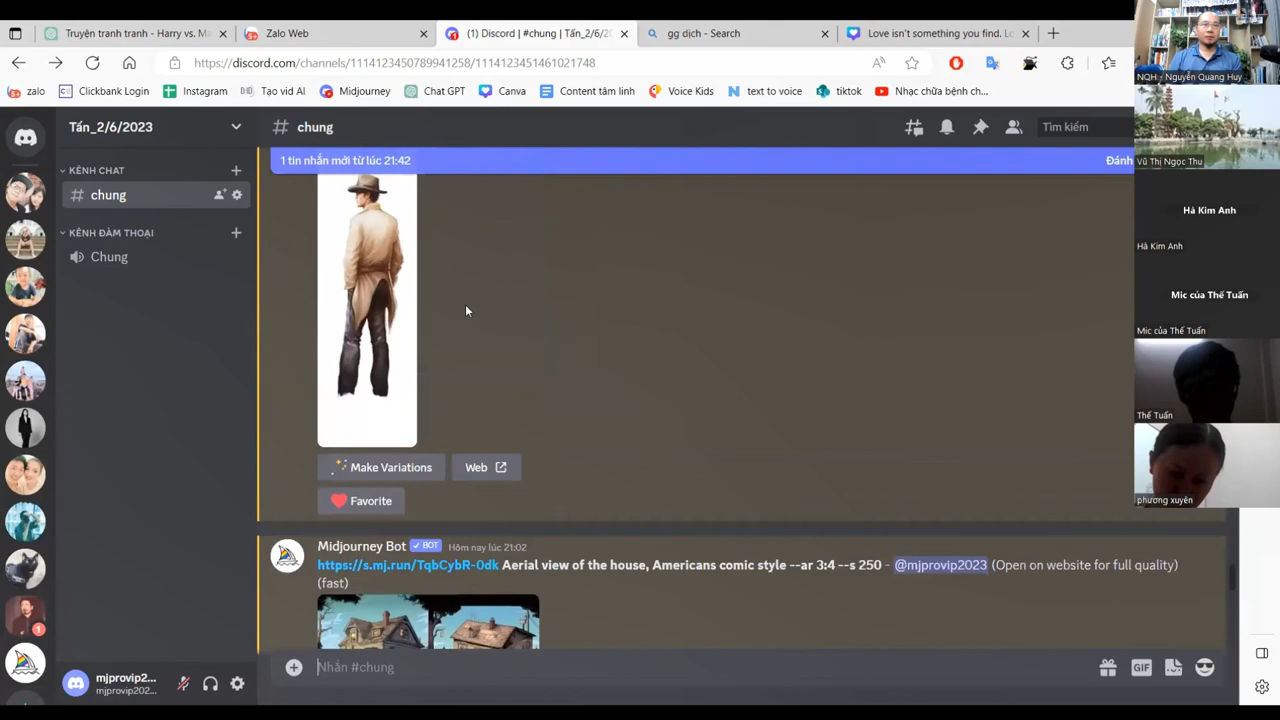 Truyện tranh tranh - Harry vs. Ma
Zalo Web
(1) Discord | #chung | Tấn_2/6/20
gg dịch - Search
Love isn't something you find. Lo
https://discord.com/channels/1114123450789941258/1114123451461021748
zalo
Clickbank Login
Instagram
Tạo vid AI
Midjourney
Chat GPT
Canva
Content tâm linh
Voice Kids
text to voice
tiktok
Nhạc chữa bệnh ch...
Tấn_2/6/2023
chung
Tìm kiếm
KÊNH CHAT
chung
KÊNH ĐÀM THOẠI
Chung
1 tin nhắn mới từ lúc 21:42
Đánh
Make Variations
Web
Favorite
Midjourney Bot
BOT
Hôm nay lúc 21:02
https://s.mj.run/TqbCybR-0dk Aerial view of the house, Americans comic style --ar 3:4 --s 250 - @mjprovip2023 (Open on website for full quality)
(fast)
Nhắn #chung
GIF
1
mjprovip2...
mjprovip202...
NQH - Nguyễn Quang Huy
Vũ Thị Ngọc Thu
Hà Kim Anh
Hà Kim Anh
Mic của Thế Tuấn
Mic của Thế Tuấn
Thế Tuấn
phương xuyên